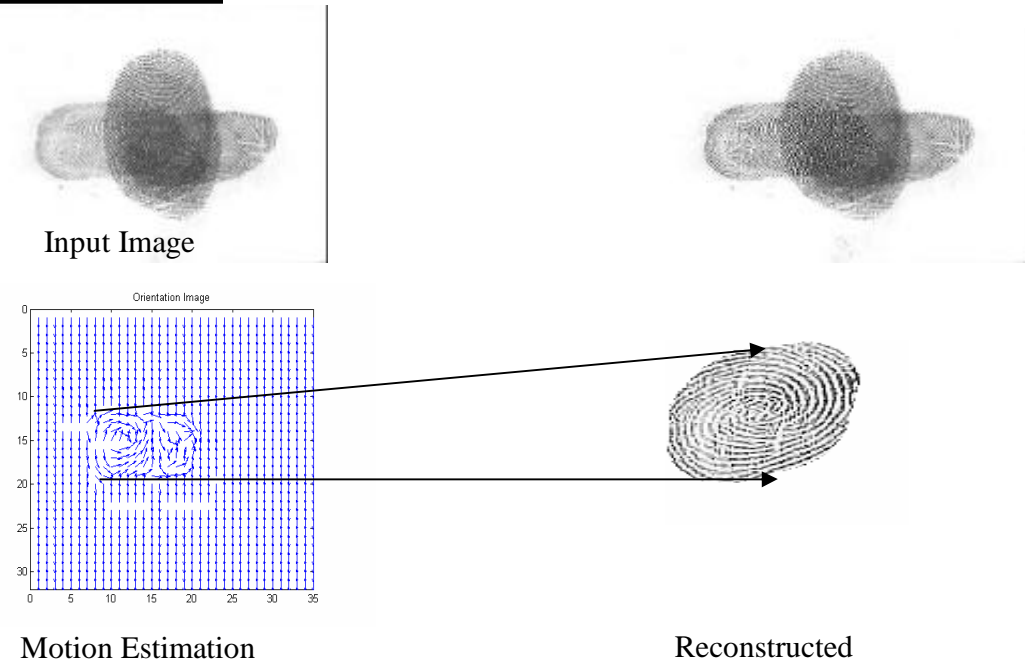 Input Image
Orientation Image
0
5
10
15
20
25
30
0 5 10 15 20 25 30 35
Motion Estimation
Reconstructed